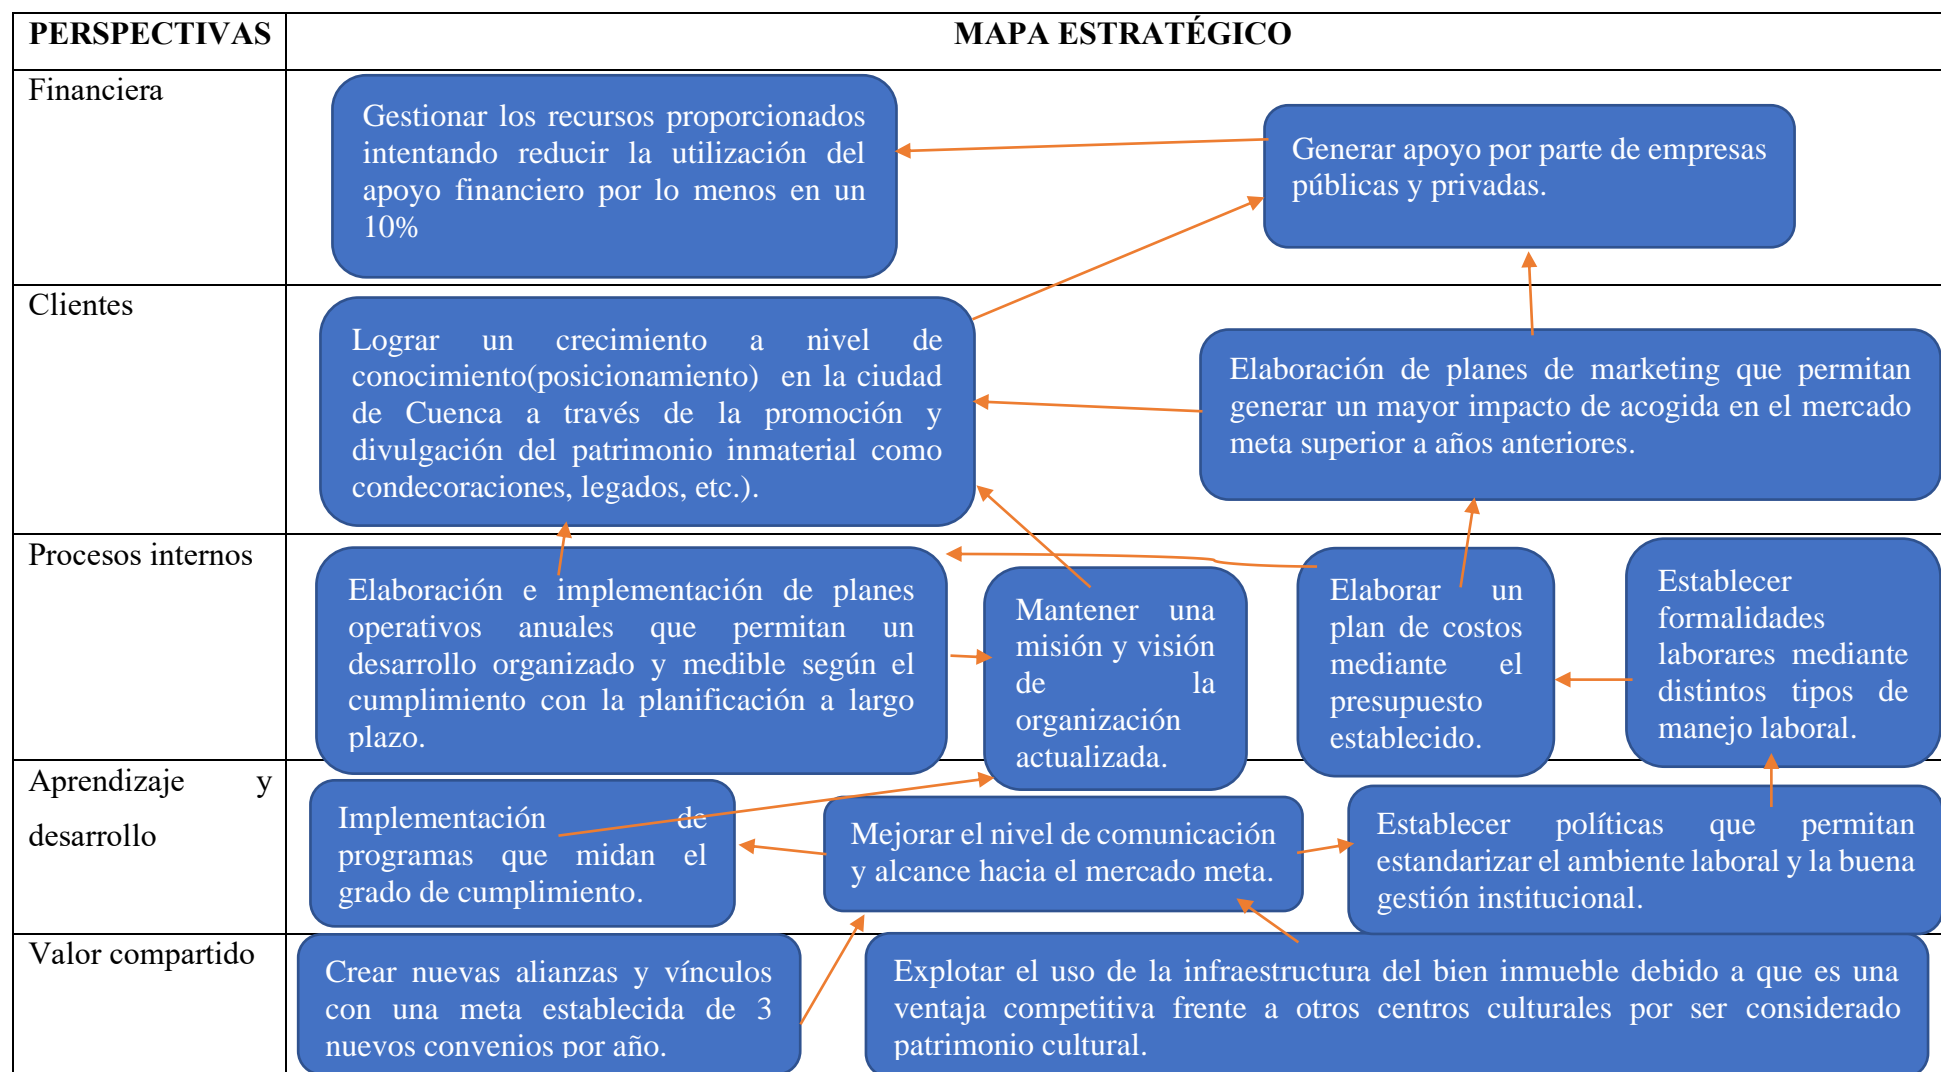 PERSPECTIVAS
MAPA ESTRATÉGICO
Financiera
Gestionar los recursos proporcionados
intentando reducir la utilización del
apoyo financiero por lo menos en un
10%
Generar apoyo por parte de empresas
públicas y privadas.
Clientes
Lograr un crecimiento a nivel de
conocimiento(posicionamiento) en la ciudad
de Cuenca a través de la promoción y
divulgación del patrimonio inmaterial como
condecoraciones, legados, etc.).
Elaboración de planes de marketing que permitan
generar un mayor impacto de acogida en el mercado
meta superior a años anteriores.
Procesos internos
Elaboración e implementación de planes
operativos anuales que permitan un
desarrollo organizado y medible según el
cumplimiento con la planificación a largo
plazo.
Mantener una
misión y visión
de la
organización
actualizada.
Elaborar un
plan de costos
mediante el
presupuesto
establecido.
Establecer
formalidades
laborares mediante
distintos tipos de
manejo laboral.
Aprendizaje y
desarrollo
Implementación de
programas que midan el
grado de cumplimiento.
Mejorar el nivel de comunicación
y alcance hacia el mercado meta.
Establecer políticas que permitan
estandarizar el ambiente laboral y la buena
gestión institucional.
Valor compartido
Crear nuevas alianzas y vínculos
con una meta establecida de 3
nuevos convenios por año.
Explotar el uso de la infraestructura del bien inmueble debido a que es una
ventaja competitiva frente a otros centros culturales por ser considerado
patrimonio cultural.